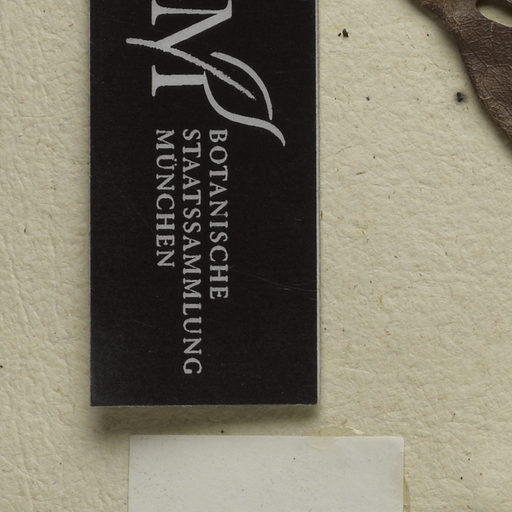 M
BOTANISCHE
STAATSSAMMLUNG
MÜNCHEN